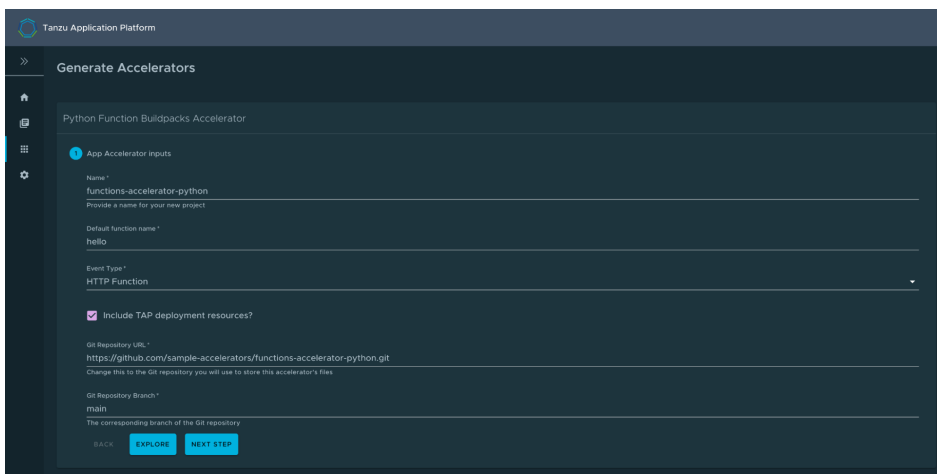 Tanzu Application Platform
Generate Accelerators
Python Function Buildpacks Accelerator
1 App Accelerator inputs
Name *
functions-accelerator-python
Provide a name for your new project
Default function name *
hello
Event Type *
HTTP Function
Include TAP deployment resources?
Git Repository URL *
https://github.com/sample-accelerators/functions-accelerator-python.git
Change this to the Git repository you will use to store this accelerator's files
Git Repository Branch *
main
The corresponding branch of the Git repository
BACK EXPLORE NEXT STEP